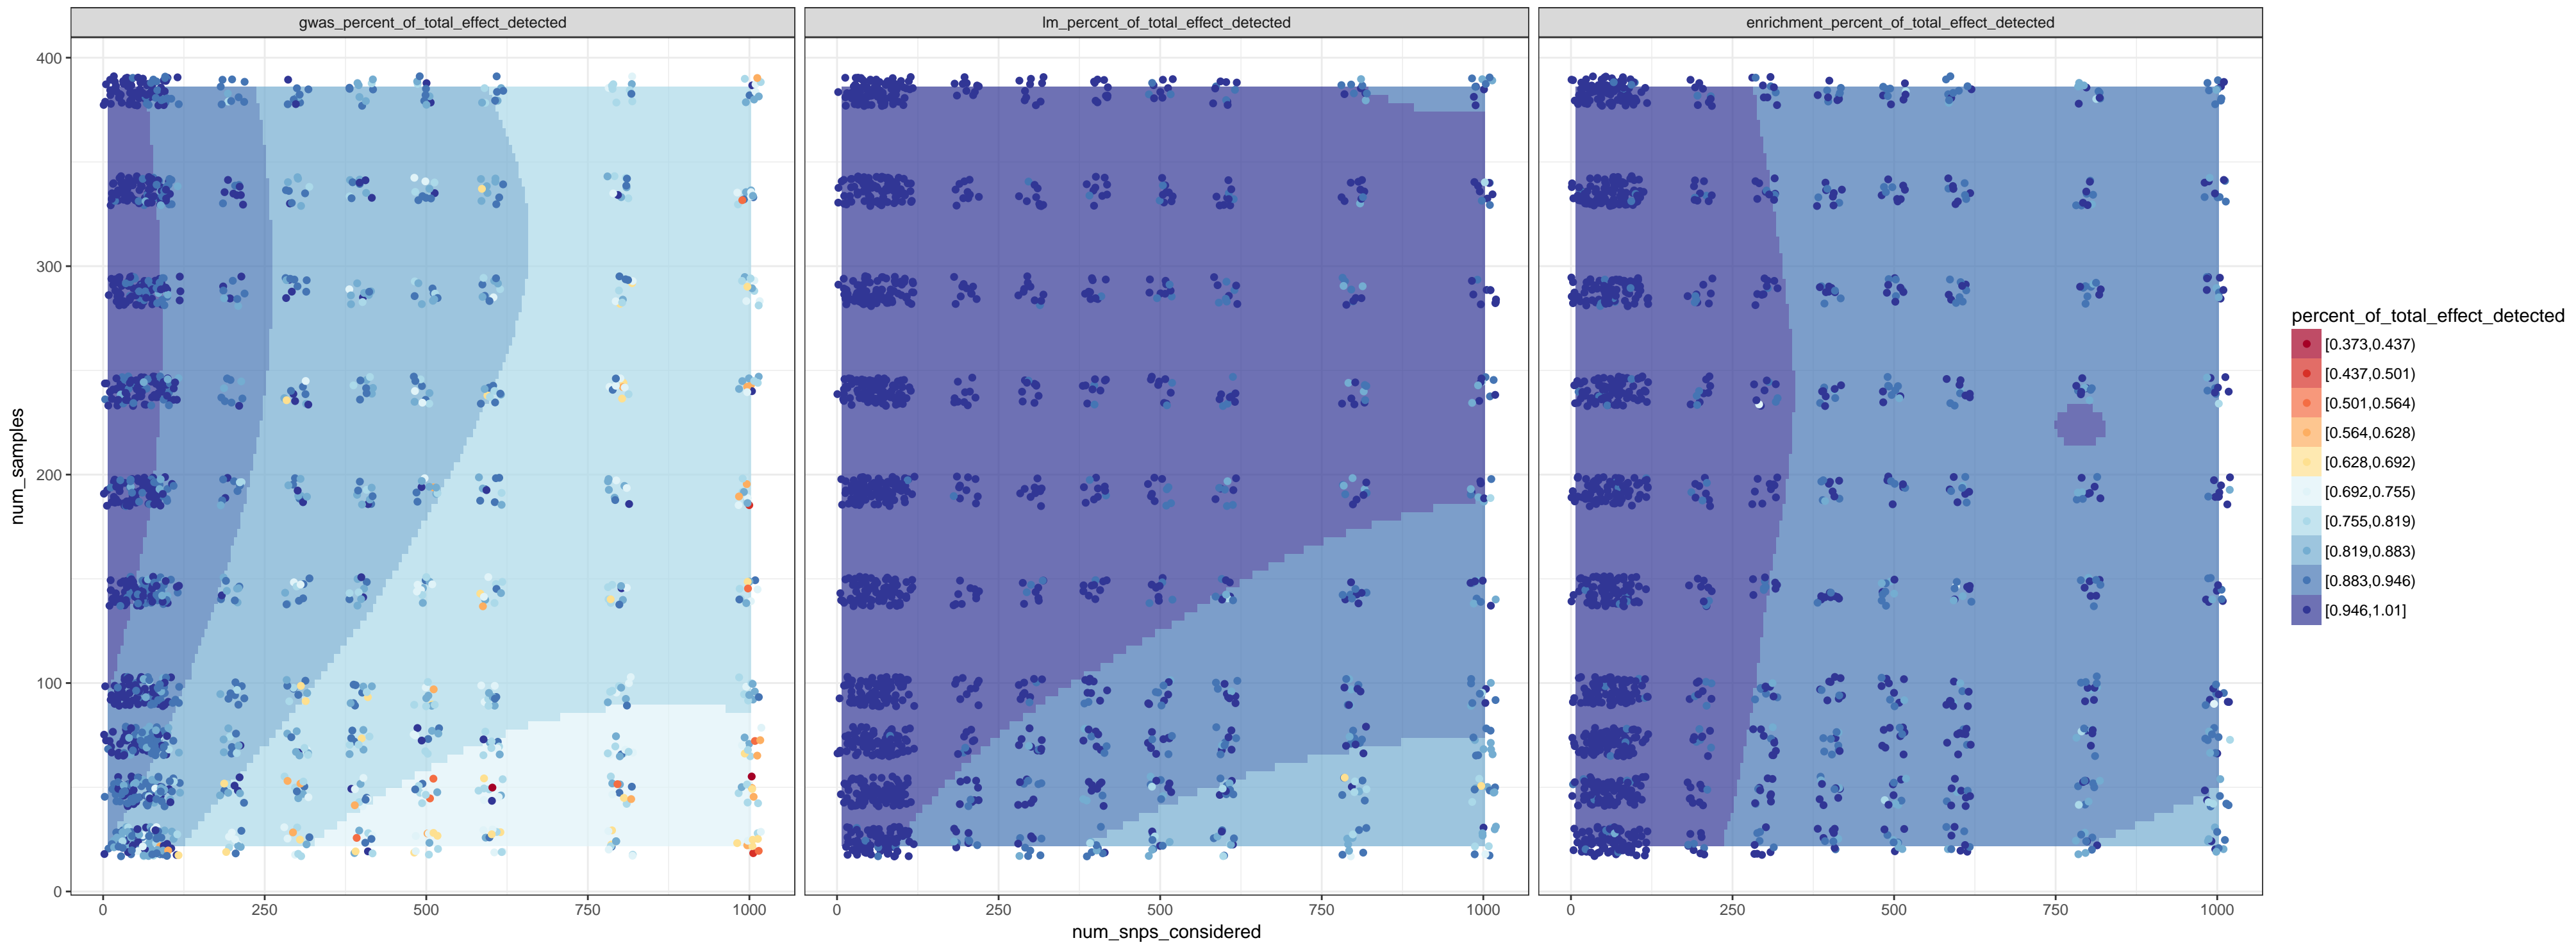 gwas_percent_of_total_effect_detected
lm_percent_of_total_effect_detected
enrichment_percent_of_total_effect_detected
400
300
200
100
0
num_samples
0 250 500 750 1000
0 250 500 750 1000
0 250 500 750 1000
num_snps_considered
percent_of_total_effect_detected
[0.373,0.437)
[0.437,0.501)
[0.501,0.564)
[0.564,0.628)
[0.628,0.692)
[0.692,0.755)
[0.755,0.819)
[0.819,0.883)
[0.883,0.946)
[0.946,1.01]